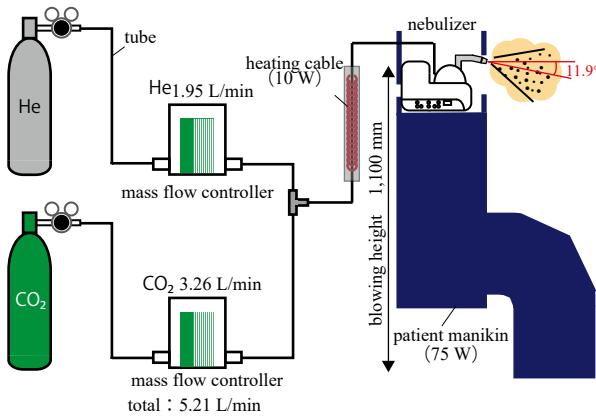 nebulizer
tube
heating cable
（10 W）
11.9°
He
He1.95 L/min
mass flow controller
blowing height 1,100 mm
CO₂
CO₂ 3.26 L/min
patient manikin
（75 W）
mass flow controller
total：5.21 L/min